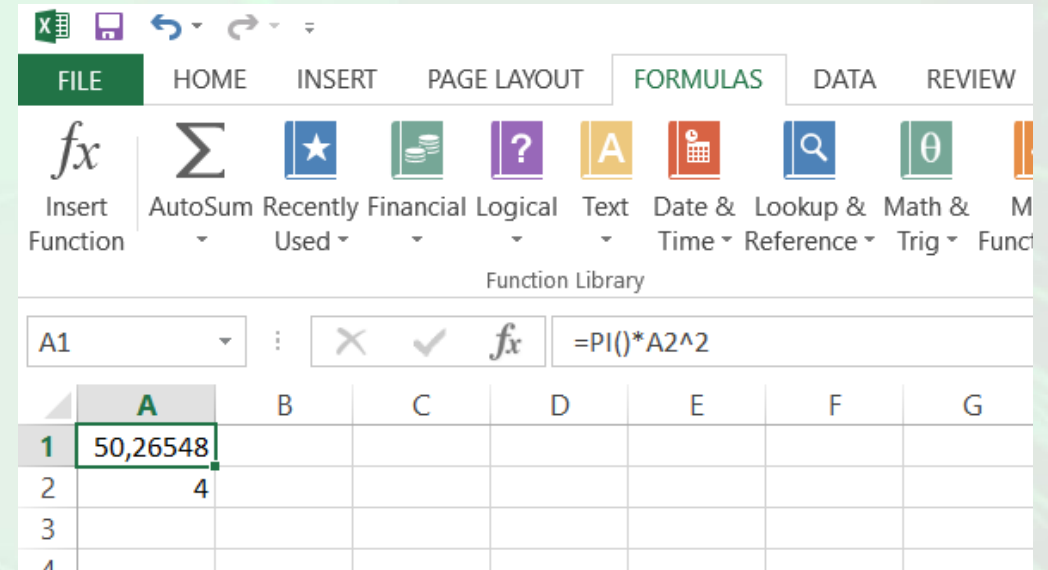 FILE HOME INSERT PAGE LAYOUT FORMULAS DATA REVIEW
fx Σ ? A θ
Insert AutoSum Recently Financial Logical Text Date & Lookup & Math &
Function Used Time Reference Trig
Function Library
A1 fx =PI()*A2^2
A B C D E F G
1 50,26548
2 4
3
4